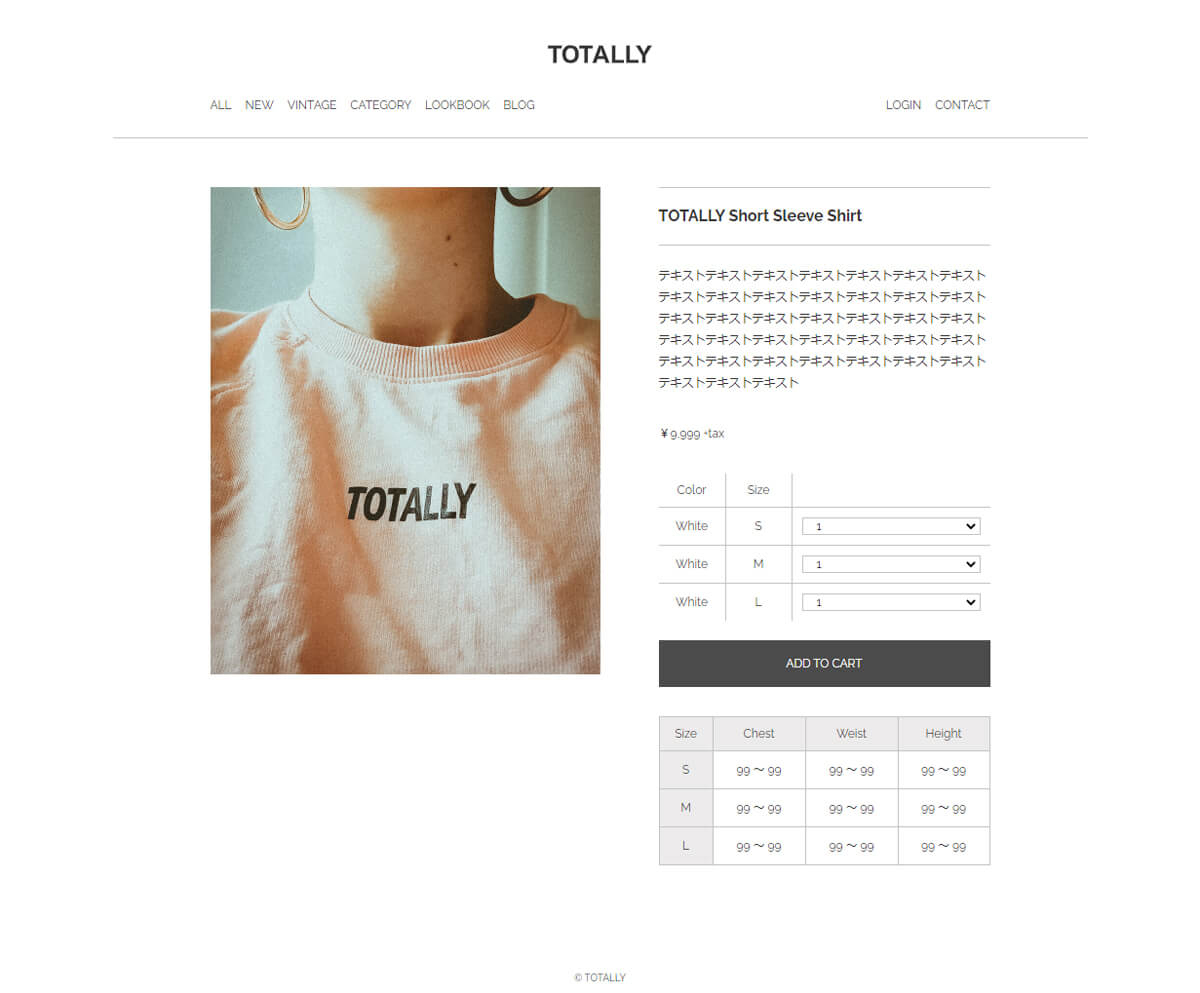 TOTALLY
ALL NEW VINTAGE CATEGORY LOOKBOOK BLOG LOGIN CONTACT
TOTALLY
TOTALLY Short Sleeve Shirt
テキストテキストテキストテキストテキストテキストテキスト
テキストテキストテキストテキストテキストテキストテキスト
テキストテキストテキストテキストテキストテキストテキスト
テキストテキストテキストテキストテキストテキストテキスト
テキストテキストテキストテキストテキストテキストテキスト
テキストテキストテキスト
¥9,999 +tax
Color Size
White S 1
White M 1
White L 1
ADD TO CART
Size Chest Weist Height
S 99 〜 99 99 〜 99 99 〜 99
M 99 〜 99 99 〜 99 99 〜 99
L 99 〜 99 99 〜 99 99 〜 99
© TOTALLY